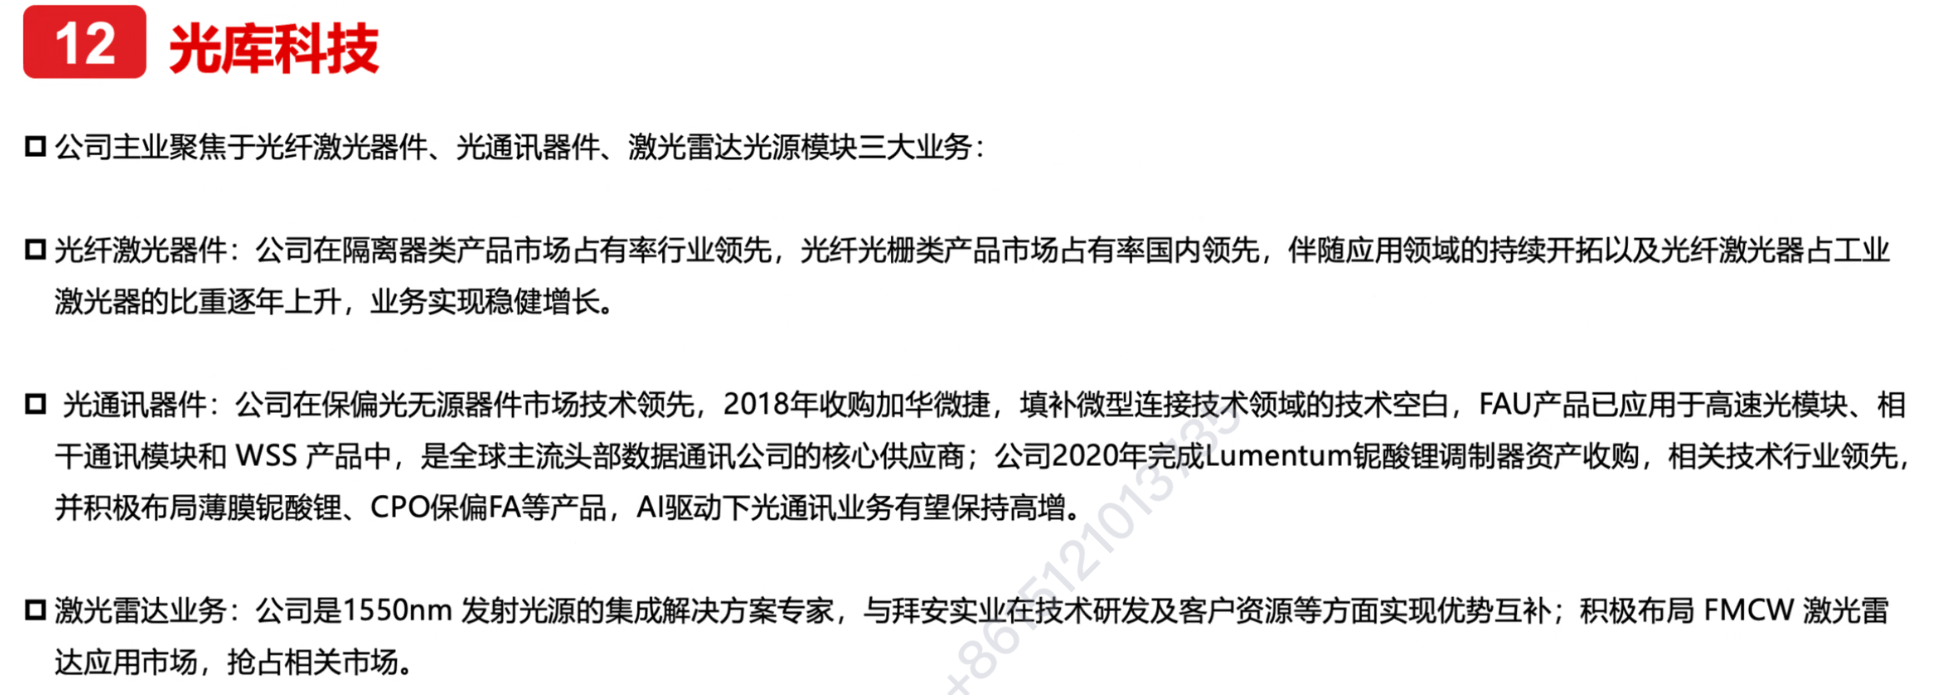 12 光库科技
公司主业聚焦于光纤激光器件、光通讯器件、激光雷达光源模块三大业务：
光纤激光器件：公司在隔离器类产品市场占有率行业领先，光纤光栅类产品市场占有率国内领先，伴随应用领域的持续开拓以及光纤激光器占工业
激光器的比重逐年上升，业务实现稳健增长。
光通讯器件：公司在保偏光无源器件市场技术领先，2018年收购加华微捷，填补微型连接技术领域的技术空白，FAU产品已应用于高速光模块、相
干通讯模块和 WSS 产品中，是全球主流头部数据通讯公司的核心供应商；公司2020年完成Lumentum铌酸锂调制器资产收购，相关技术行业领先，
并积极布局薄膜铌酸锂、CPO保偏FA等产品，AI驱动下光通讯业务有望保持高增。
激光雷达业务：公司是1550nm 发射光源的集成解决方案专家，与拜安实业在技术研发及客户资源等方面实现优势互补；积极布局 FMCW 激光雷
达应用市场，抢占相关市场。
+8615121013735